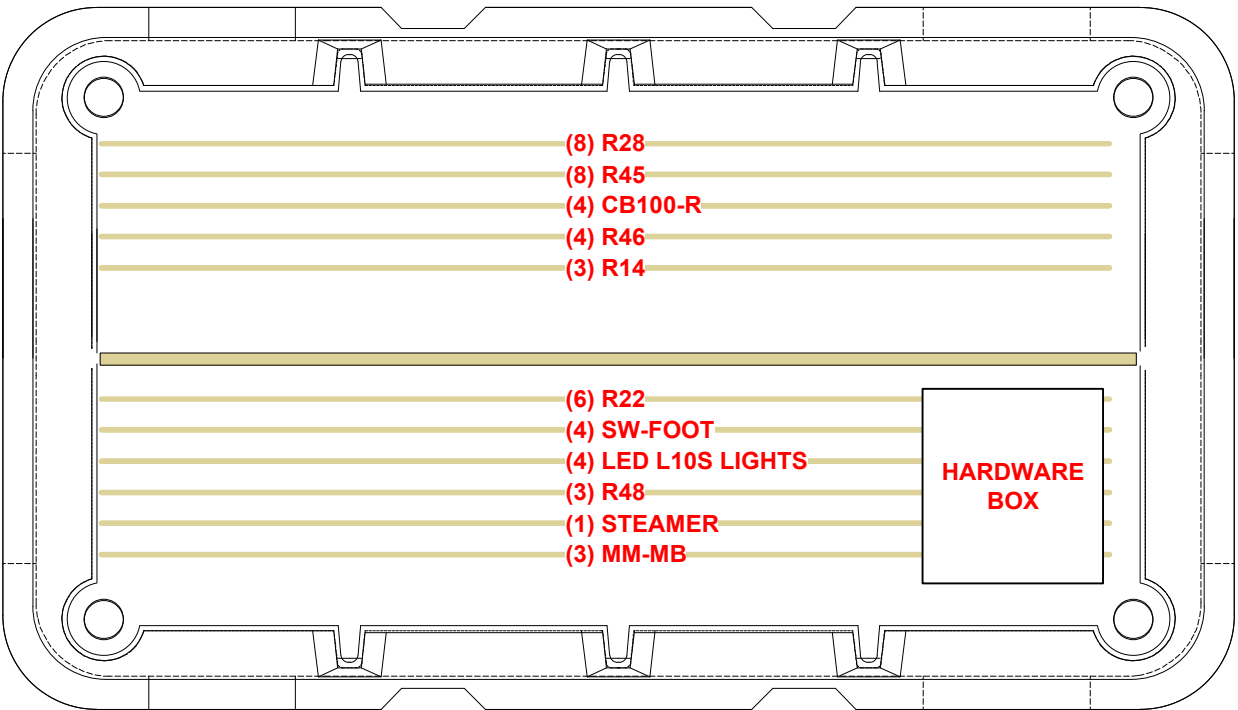 (8) R28
(8) R45
(4) CB100-R
(4) R46
(3) R14
(6) R22
(4) SW-FOOT
(4) LED L10S LIGHTS
(3) R48
(1) STEAMER
(3) MM-MB
HARDWARE
BOX